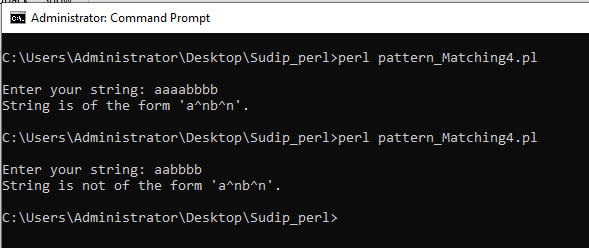 Administrator: Command Prompt
C:\Users\Administrator\Desktop\Sudip_perl>perl pattern_Matching4.pl
Enter your string: aaaabbbb
String is of the form 'a^nb^n'.
C:\Users\Administrator\Desktop\Sudip_perl>perl pattern_Matching4.pl
Enter your string: aabbbb
String is not of the form 'a^nb^n'.
C:\Users\Administrator\Desktop\Sudip_perl>